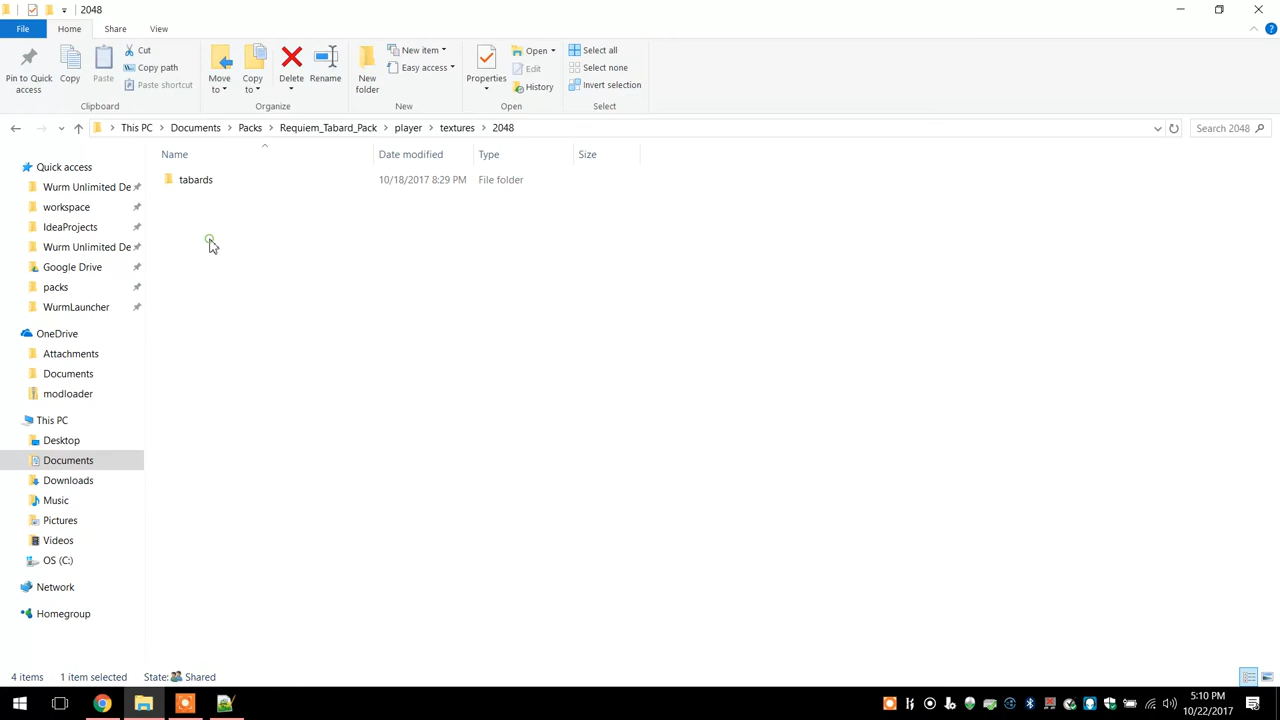 2048
File
Home
Share
View
Pin to Quick access
Copy
Paste
Cut
Copy path
Paste shortcut
Clipboard
Move to
Copy to
Delete
Rename
Organize
New folder
New item
Easy access
New
Properties
Open
Edit
History
Open
Select all
Select none
Invert selection
Select
This PC > Documents > Packs > Requiem_Tabard_Pack > player > textures > 2048
Search 2048
Name
Date modified
Type
Size
tabards
10/18/2017 8:29 PM
File folder
Quick access
Wurm Unlimited De
workspace
IdeaProjects
Wurm Unlimited De
Google Drive
packs
WurmLauncher
OneDrive
Attachments
Documents
modloader
This PC
Desktop
Documents
Downloads
Music
Pictures
Videos
OS (C:)
Network
Homegroup
4 items
1 item selected
State: Shared
5:10 PM
10/22/2017